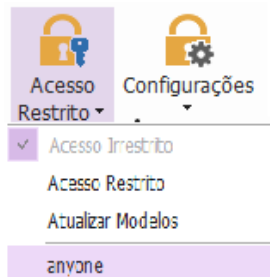 Acesso Restrito
Configurações
Acesso Irrestrito
Acesso Restrito
Atualizar Modelos
anyone